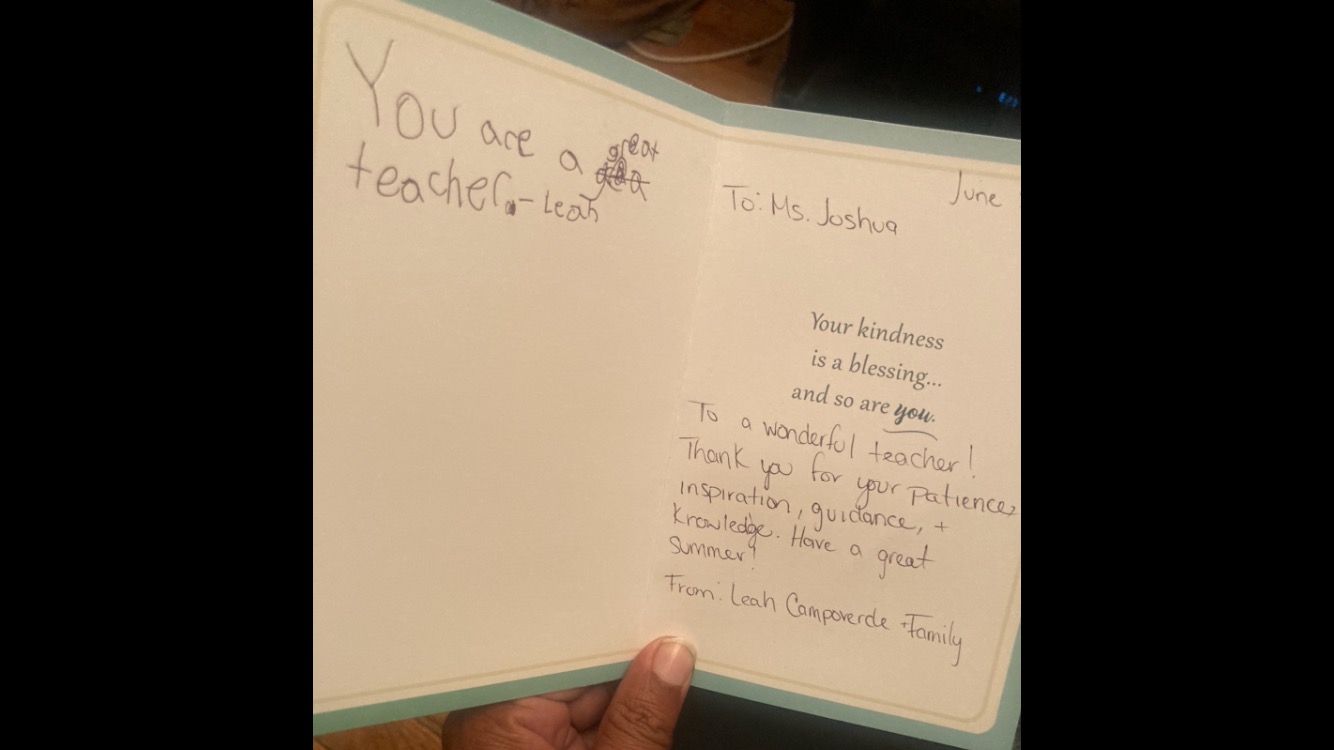 You are a great
teacher. - Leah
June
To: Ms. Joshua
Your kindness
is a blessing...
and so are you.
To a wonderful teacher!
Thank you for your patience,
inspiration, guidance, +
knowledge. Have a great
summer!
From: Leah Campoverde + Family